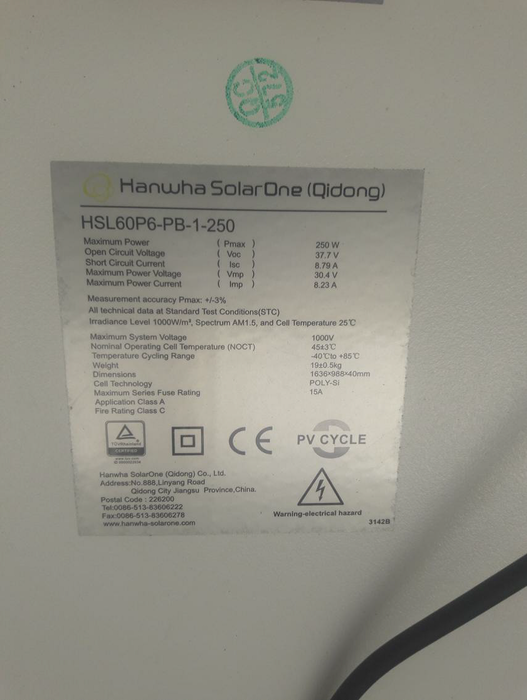 QC
572
Hanwha SolarOne (Qidong)
HSL60P6-PB-1-250
Maximum Power ( Pmax ) 250 W
Open Circuit Voltage ( Voc ) 37.7 V
Short Circuit Current ( Isc ) 8.79 A
Maximum Power Voltage ( Vmp ) 30.4 V
Maximum Power Current ( Imp ) 8.23 A
Measurement accuracy Pmax: +/-3%
All technical data at Standard Test Conditions(STC)
Irradiance Level 1000W/m², Spectrum AM1.5, and Cell Temperature 25℃
Maximum System Voltage 1000V
Nominal Operating Cell Temperature (NOCT) 45±3℃
Temperature Cycling Range -40℃to +85℃
Weight 19±0.5kg
Dimensions 1636×988×40mm
Cell Technology POLY-Si
Maximum Series Fuse Rating 15A
Application Class A
Fire Rating Class C
TÜVRheinland
CERTIFIED
CE
PV CYCLE
Hanwha SolarOne (Qidong) Co., Ltd.
Address:No.888,Linyang Road
Qidong City Jiangsu Province,China.
Postal Code : 226200
Tel:0086-513-83606222
Fax:0086-513-83606278
www.hanwha-solarone.com
Warning-electrical hazard
3142B